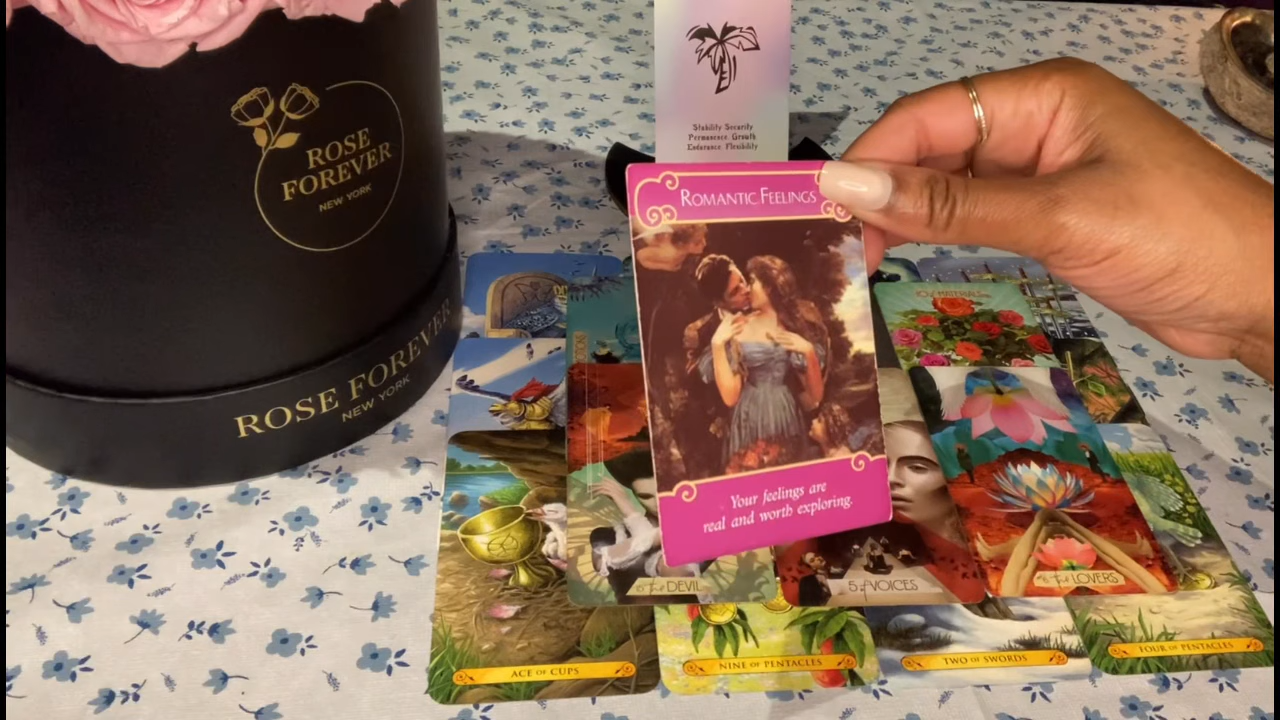 ROSE
FOREVER
NEW YORK
ROSE FOREVER
NEW YORK
Stability Security
Permanence Growth
Endurance Flexibility
ROMANTIC FEELINGS
Your feelings are
real and worth exploring.
DEVIL
5 of VOICES
LOVERS
ACE OF CUPS
NINE OF PENTACLES
TWO OF SWORDS
FOUR OF PENTACLES